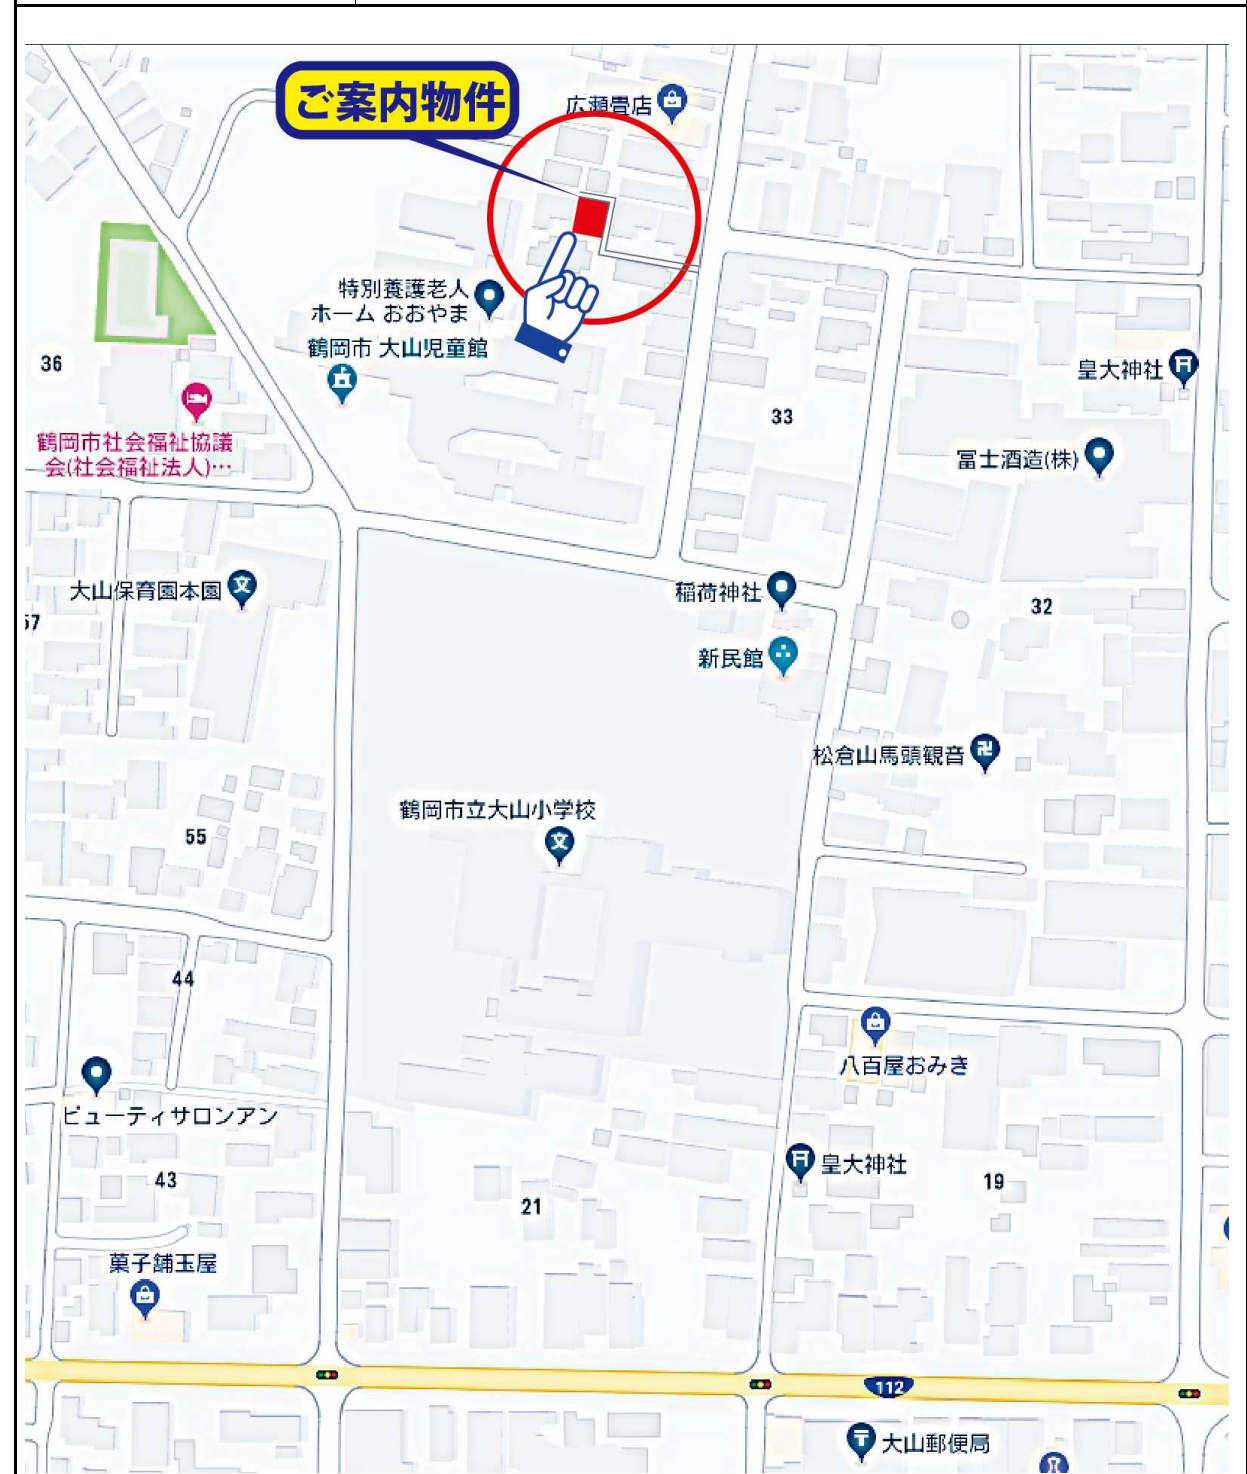 ご案内物件
広瀬畳店
特別養護老人
ホーム おおやま
鶴岡市 大山児童館
36
皇大神社
33
鶴岡市社会福祉協議
会(社会福祉法人)…
冨士酒造(株)
大山保育園本園
稲荷神社
32
57
新民館
松倉山馬頭観音
鶴岡市立大山小学校
55
44
八百屋おみき
ビューティサロンアン
皇大神社
43
19
21
菓子舗玉屋
112
大山郵便局